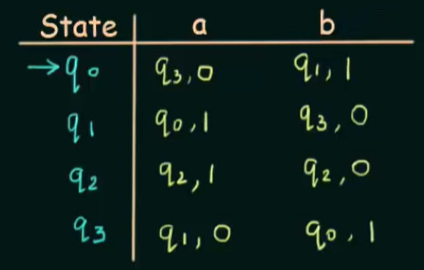 State a b
→q0 q3,0 q1,1
q1 q0,1 q3,0
q2 q2,1 q2,0
q3 q1,0 q0,1